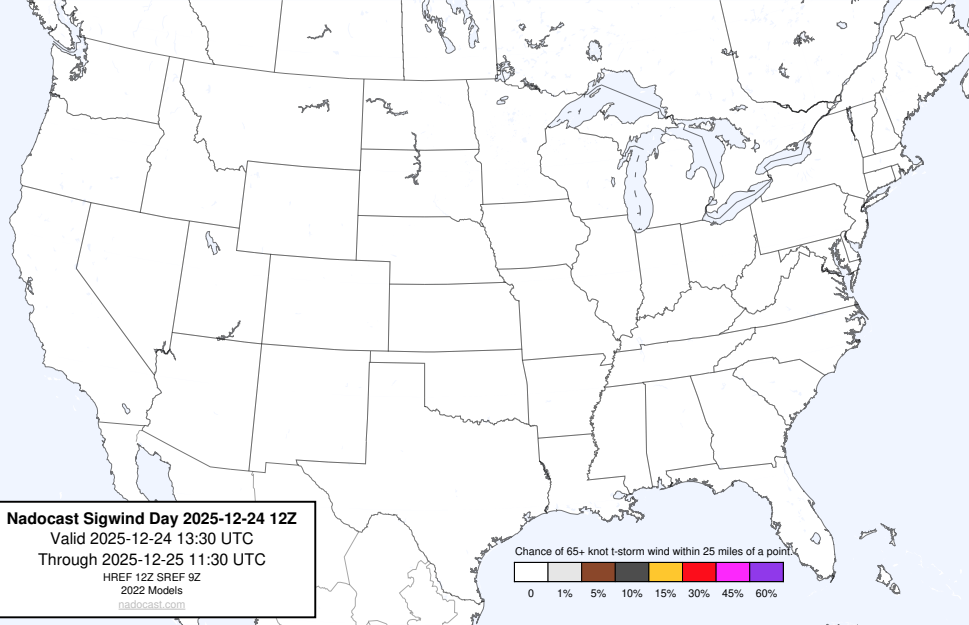 Nadocast Sigwind Day 2025-12-24 12Z
Valid 2025-12-24 13:30 UTC
Through 2025-12-25 11:30 UTC
HREF 12Z SREF 9Z
2022 Models
nadocast.com
Chance of 65+ knot t-storm wind within 25 miles of a point.
0 1% 5% 10% 15% 30% 45% 60%